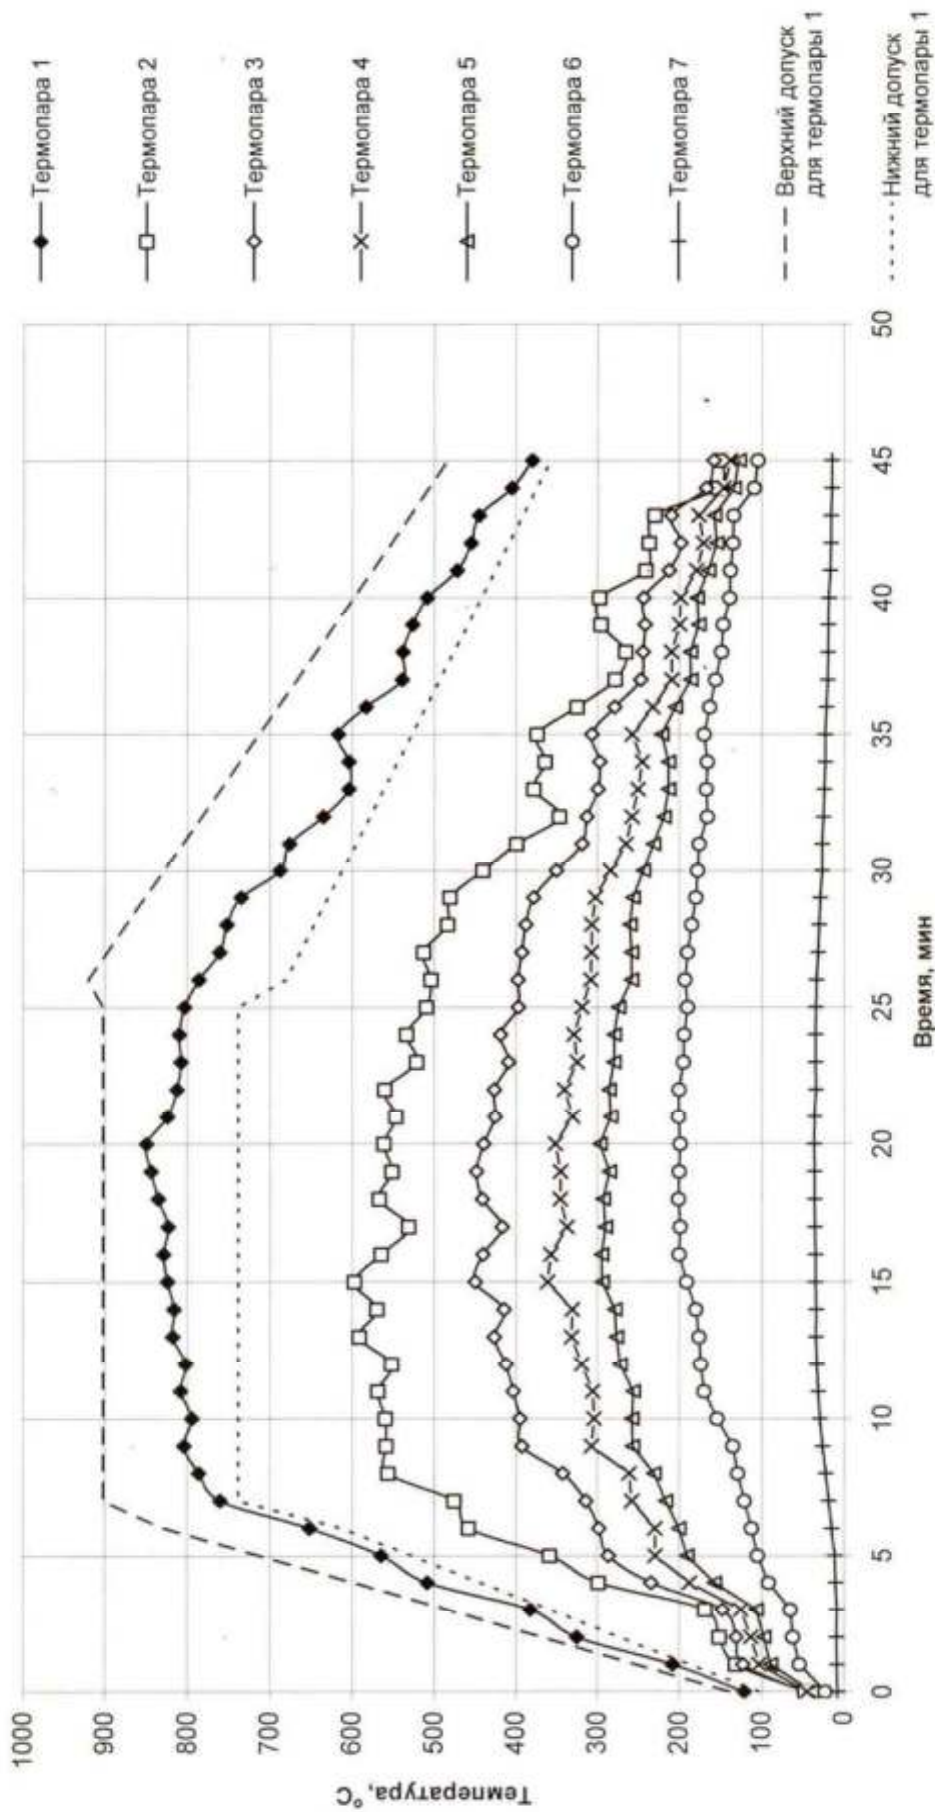 Температура, °С
1000
900
800
700
600
500
400
300
200
100
0
0
5
10
15
20
25
30
35
40
45
50
Время, мин
Термопара 1
Термопара 2
Термопара 3
Термопара 4
Термопара 5
Термопара 6
Термопара 7
Верхний допуск
для термопары 1
Нижний допуск
для термопары 1